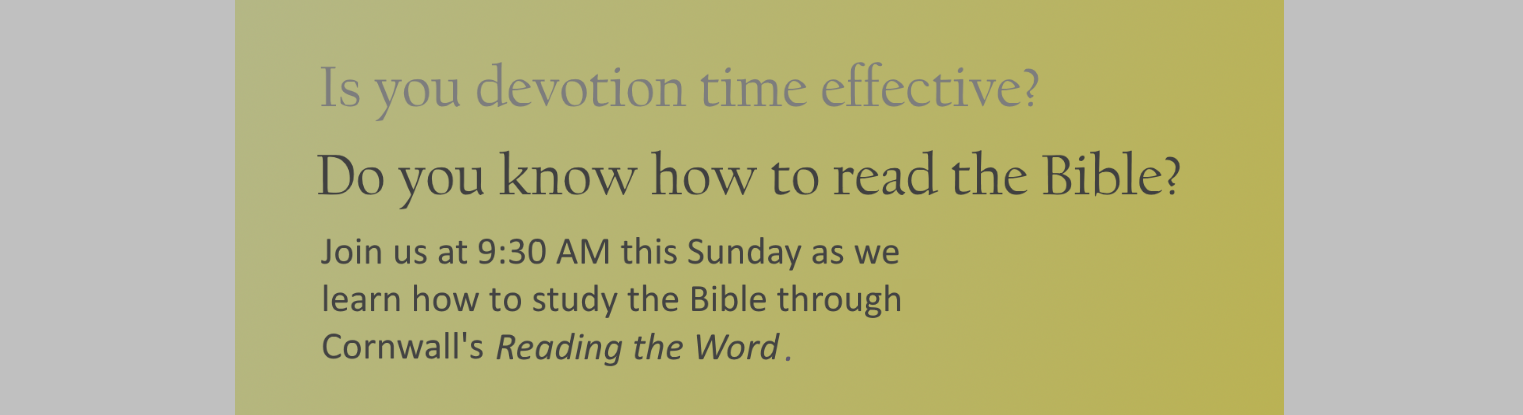 Is you devotion time effective?
Do you know how to read the Bible?
Join us at 9:30 AM this Sunday as we
learn how to study the Bible through
Cornwall's Reading the Word .